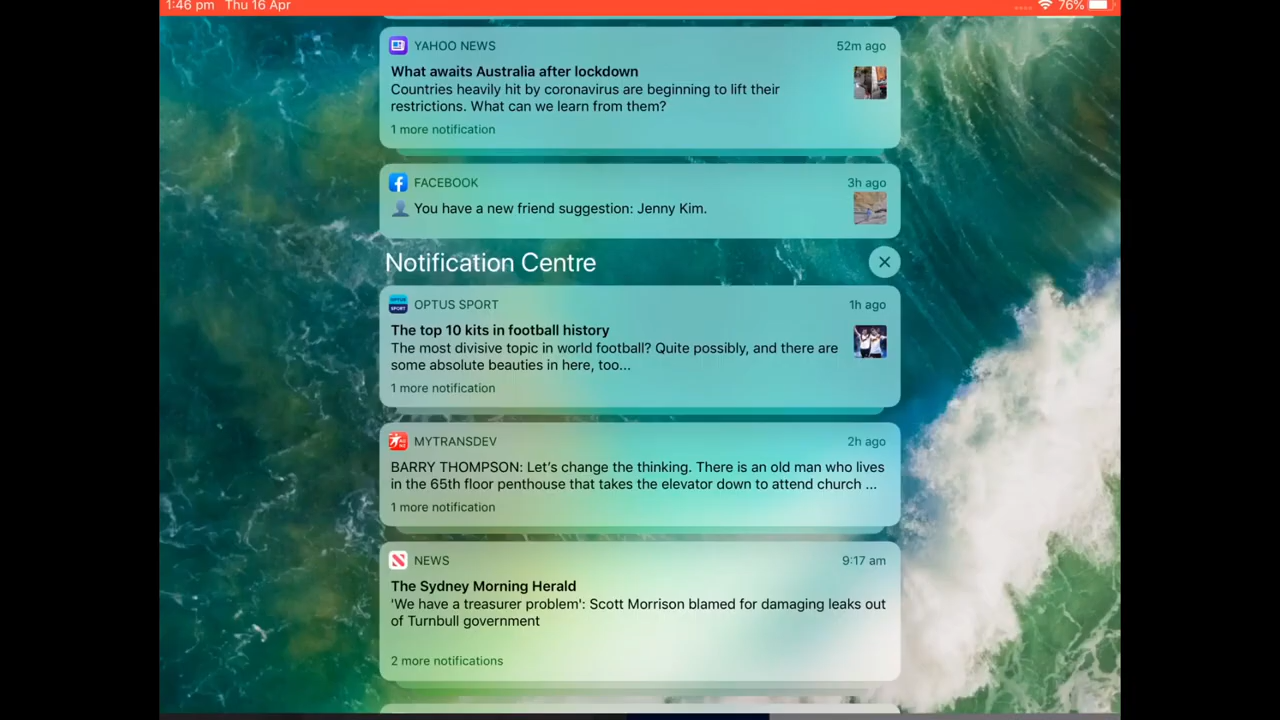 1:46 pm Thu 16 Apr 76%
YAHOO NEWS 52m ago
What awaits Australia after lockdown
Countries heavily hit by coronavirus are beginning to lift their
restrictions. What can we learn from them?
1 more notification
FACEBOOK 3h ago
You have a new friend suggestion: Jenny Kim.
Notification Centre
OPTUS SPORT 1h ago
OPTUS
SPORT
The top 10 kits in football history
The most divisive topic in world football? Quite possibly, and there are
some absolute beauties in here, too...
1 more notification
MYTRANSDEV 2h ago
BARRY THOMPSON: Let's change the thinking. There is an old man who lives
in the 65th floor penthouse that takes the elevator down to attend church ...
1 more notification
NEWS 9:17 am
The Sydney Morning Herald
'We have a treasurer problem': Scott Morrison blamed for damaging leaks out
of Turnbull government
2 more notifications